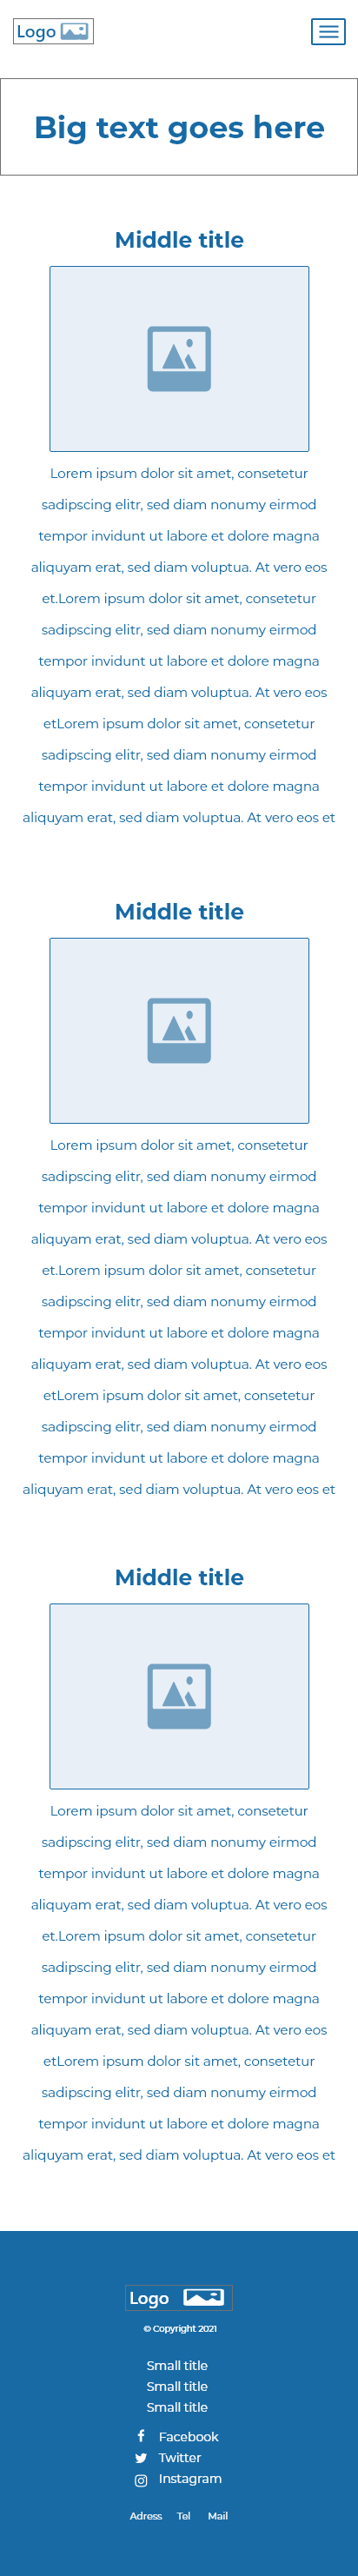 Logo
Big text goes here
Middle title
Lorem ipsum dolor sit amet, consetetur
sadipscing elitr, sed diam nonumy eirmod
tempor invidunt ut labore et dolore magna
aliquyam erat, sed diam voluptua. At vero eos
et.Lorem ipsum dolor sit amet, consetetur
sadipscing elitr, sed diam nonumy eirmod
tempor invidunt ut labore et dolore magna
aliquyam erat, sed diam voluptua. At vero eos
etLorem ipsum dolor sit amet, consetetur
sadipscing elitr, sed diam nonumy eirmod
tempor invidunt ut labore et dolore magna
aliquyam erat, sed diam voluptua. At vero eos et
Middle title
Lorem ipsum dolor sit amet, consetetur
sadipscing elitr, sed diam nonumy eirmod
tempor invidunt ut labore et dolore magna
aliquyam erat, sed diam voluptua. At vero eos
et.Lorem ipsum dolor sit amet, consetetur
sadipscing elitr, sed diam nonumy eirmod
tempor invidunt ut labore et dolore magna
aliquyam erat, sed diam voluptua. At vero eos
etLorem ipsum dolor sit amet, consetetur
sadipscing elitr, sed diam nonumy eirmod
tempor invidunt ut labore et dolore magna
aliquyam erat, sed diam voluptua. At vero eos et
Middle title
Lorem ipsum dolor sit amet, consetetur
sadipscing elitr, sed diam nonumy eirmod
tempor invidunt ut labore et dolore magna
aliquyam erat, sed diam voluptua. At vero eos
et.Lorem ipsum dolor sit amet, consetetur
sadipscing elitr, sed diam nonumy eirmod
tempor invidunt ut labore et dolore magna
aliquyam erat, sed diam voluptua. At vero eos
etLorem ipsum dolor sit amet, consetetur
sadipscing elitr, sed diam nonumy eirmod
tempor invidunt ut labore et dolore magna
aliquyam erat, sed diam voluptua. At vero eos et
Logo
© Copyright 2021
Small title
Small title
Small title
Facebook
Twitter
Instagram
Adress Tel Mail